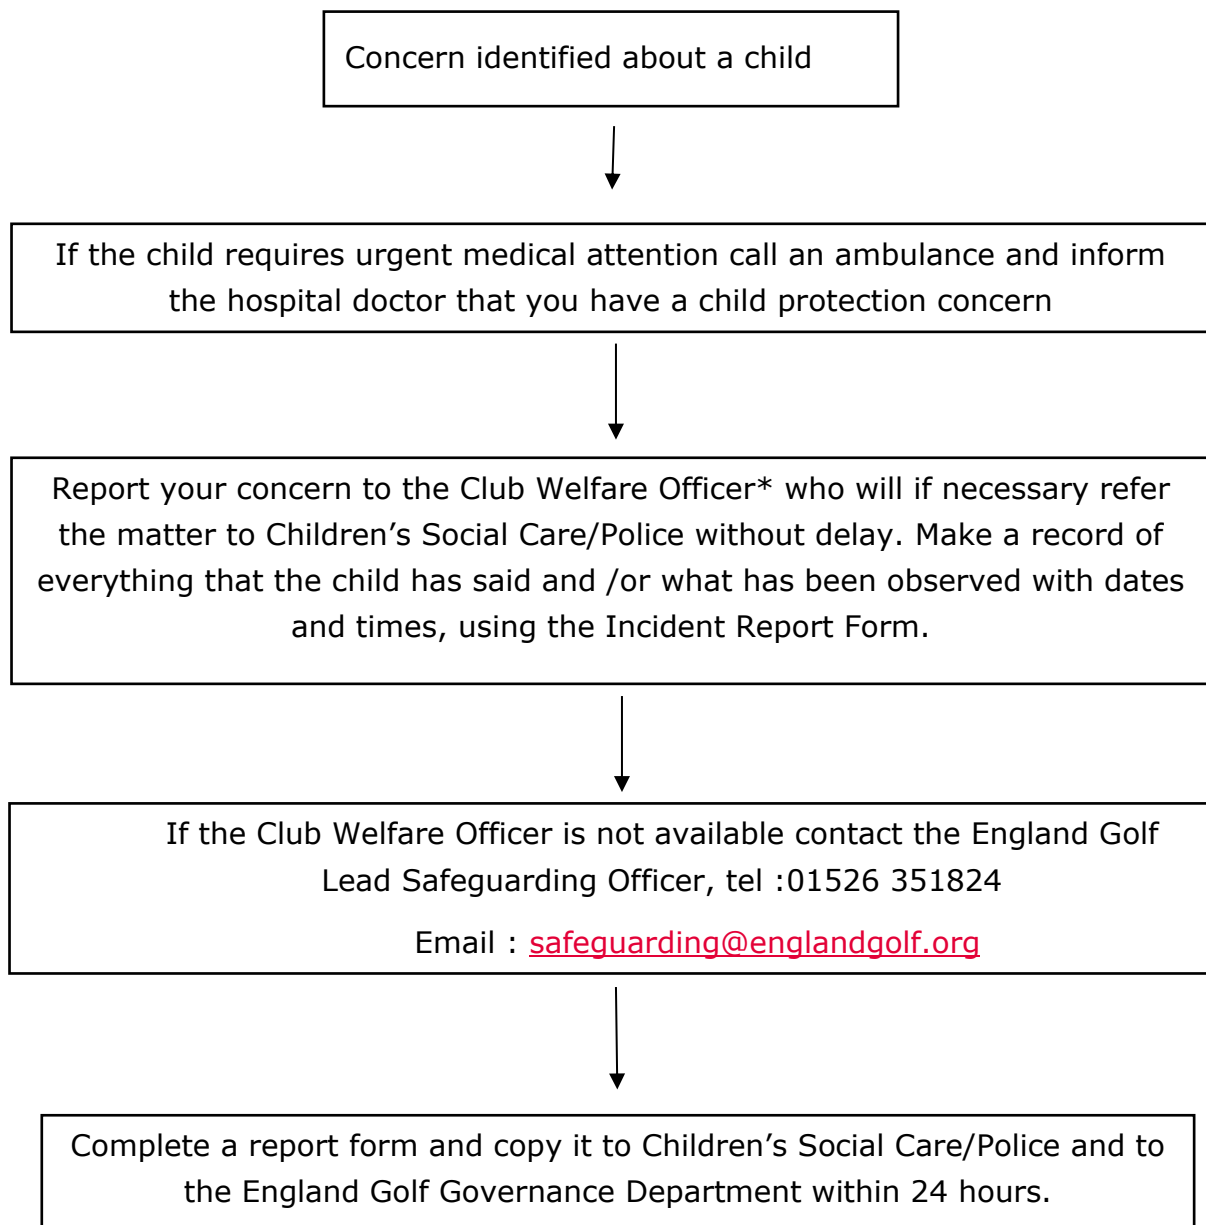 Concern identified about a child
If the child requires urgent medical attention call an ambulance and inform
the hospital doctor that you have a child protection concern
Report your concern to the Club Welfare Officer* who will if necessary refer
the matter to Children’s Social Care/Police without delay. Make a record of
everything that the child has said and /or what has been observed with dates
and times, using the Incident Report Form.
If the Club Welfare Officer is not available contact the England Golf
Lead Safeguarding Officer, tel :01526 351824
Email : safeguarding@englandgolf.org
Complete a report form and copy it to Children’s Social Care/Police and to
the England Golf Governance Department within 24 hours.